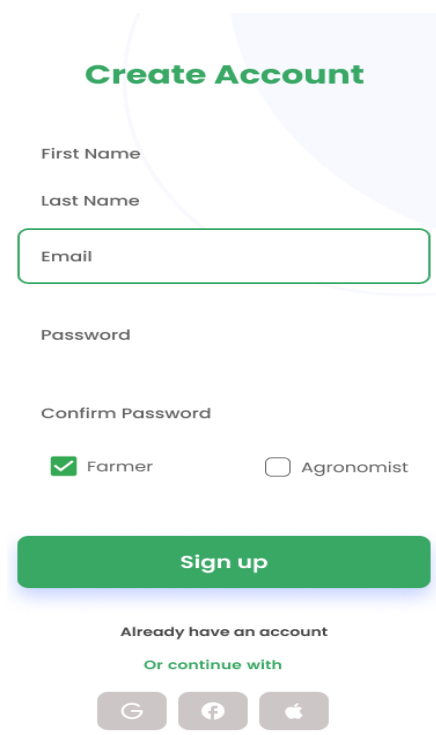 Create Account
First Name
Last Name
Email
Password
Confirm Password
Farmer Agronomist
Sign up
Already have an account
Or continue with